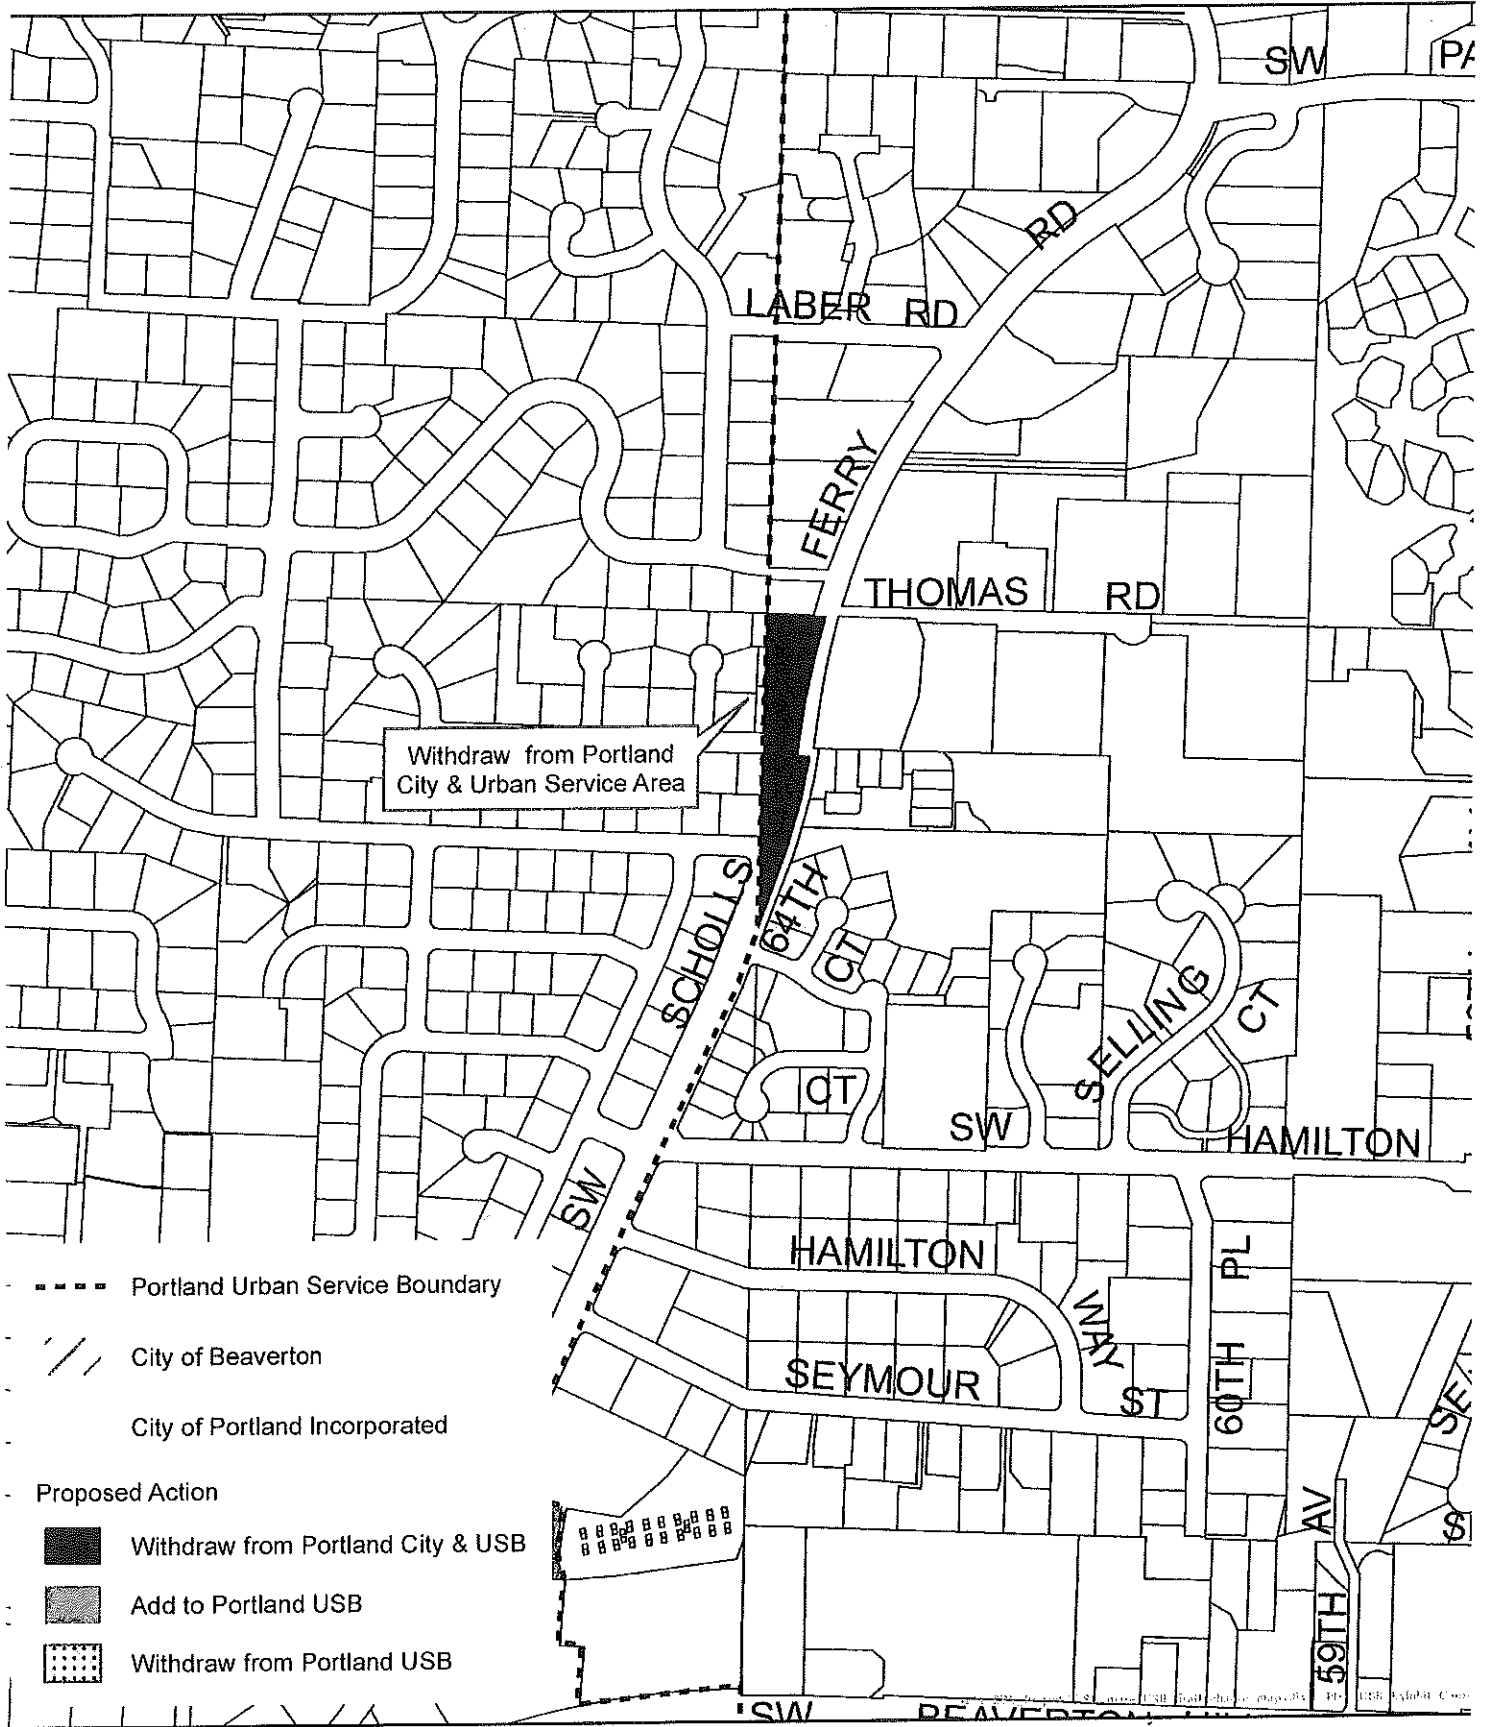 SW PA
RD
LABER RD
FERRY
THOMAS RD
Withdraw from Portland
City & Urban Service Area
SCHOLLS
64TH
CT
SELLING
CT
CT
SW
HAMILTON
SW
HAMILTON
PL
WAY
SEYMOUR
ST
60TH
SE
AV
S
59TH
SW
Portland Urban Service Boundary
City of Beaverton
City of Portland Incorporated
Proposed Action
Withdraw from Portland City & USB
Add to Portland USB
Withdraw from Portland USB